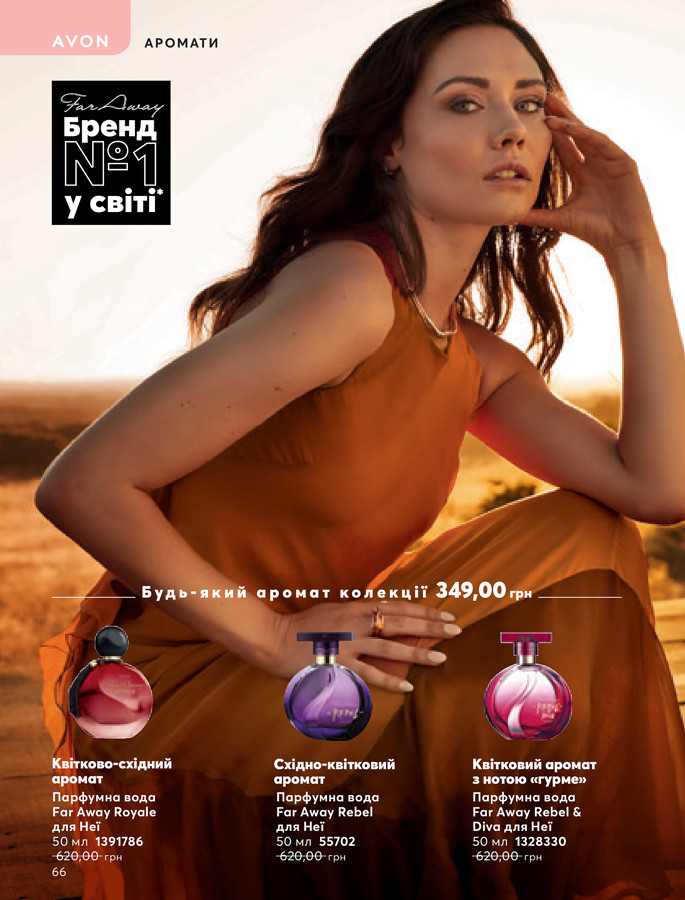 AVON
АРОМАТИ
Far Away
Бренд
№1
у світі*
Будь-який аромат колекції 349,00 грн
Квітково-східний
аромат
Парфумна вода
Far Away Royale
для Неї
50 мл 1391786
620,00 грн
Східно-квітковий
аромат
Парфумна вода
Far Away Rebel
для Неї
50 мл 55702
620,00 грн
Квітковий аромат
з нотою «гурме»
Парфумна вода
Far Away Rebel &
Diva для Неї
50 мл 1328330
620,00 грн
66